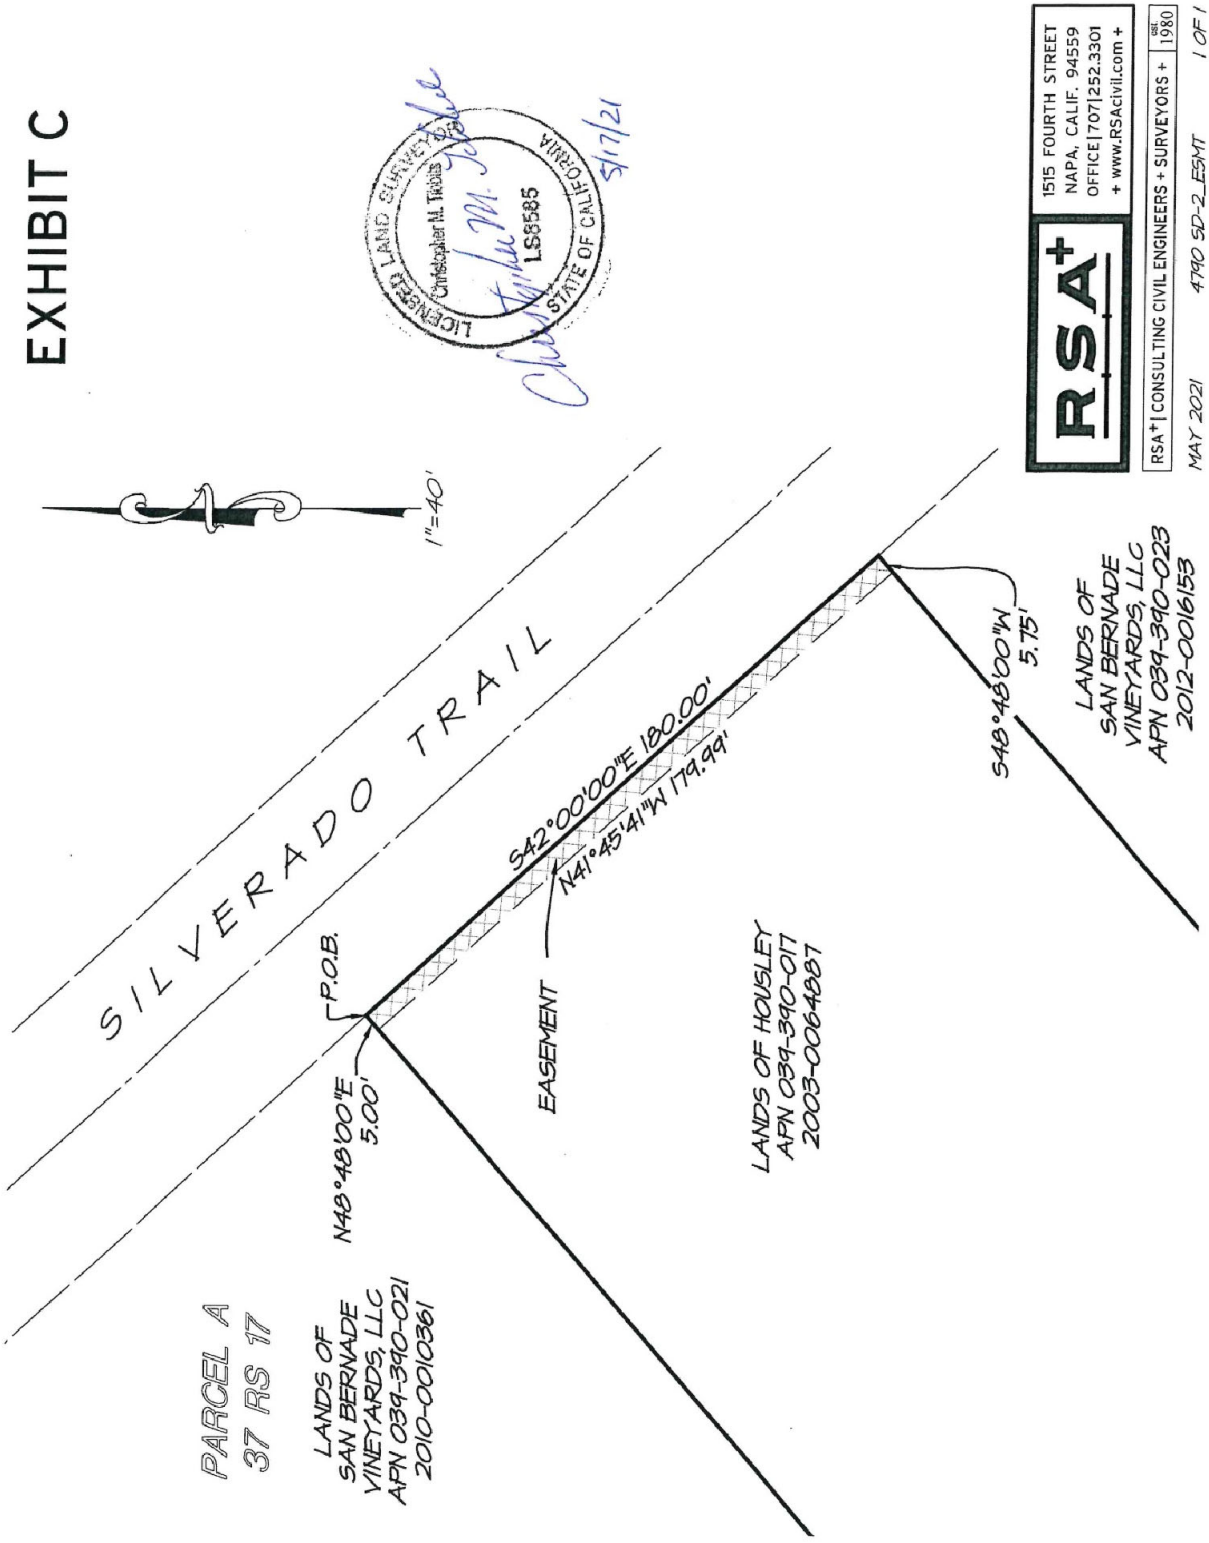 EXHIBIT C
1"=40'
LICENSED LAND SURVEYOR
Christopher M. Tibbits
LS8585
STATE OF CALIFORNIA
5/17/21
SILVERADO TRAIL
PARCEL A
37 RS 17
LANDS OF
SAN BERNADE
VINEYARDS, LLC
APN 039-390-021
2010-0010361
P.O.B.
N48°48'00"E
5.00'
S42°00'00"E 180.00'
N41°45'41"W 179.99'
EASEMENT
LANDS OF HOUSLEY
APN 039-390-017
2003-0064887
S48°48'00"W
5.75'
LANDS OF
SAN BERNADE
VINEYARDS, LLC
APN 039-390-023
2012-0016153
RSA+
1515 FOURTH STREET
NAPA, CALIF. 94559
OFFICE|707|252.3301
+ www.RSAcivil.com +
RSA+| CONSULTING CIVIL ENGINEERS + SURVEYORS +
est. 1980
MAY 2021 4790 SD-2_ESMT 1 OF 1